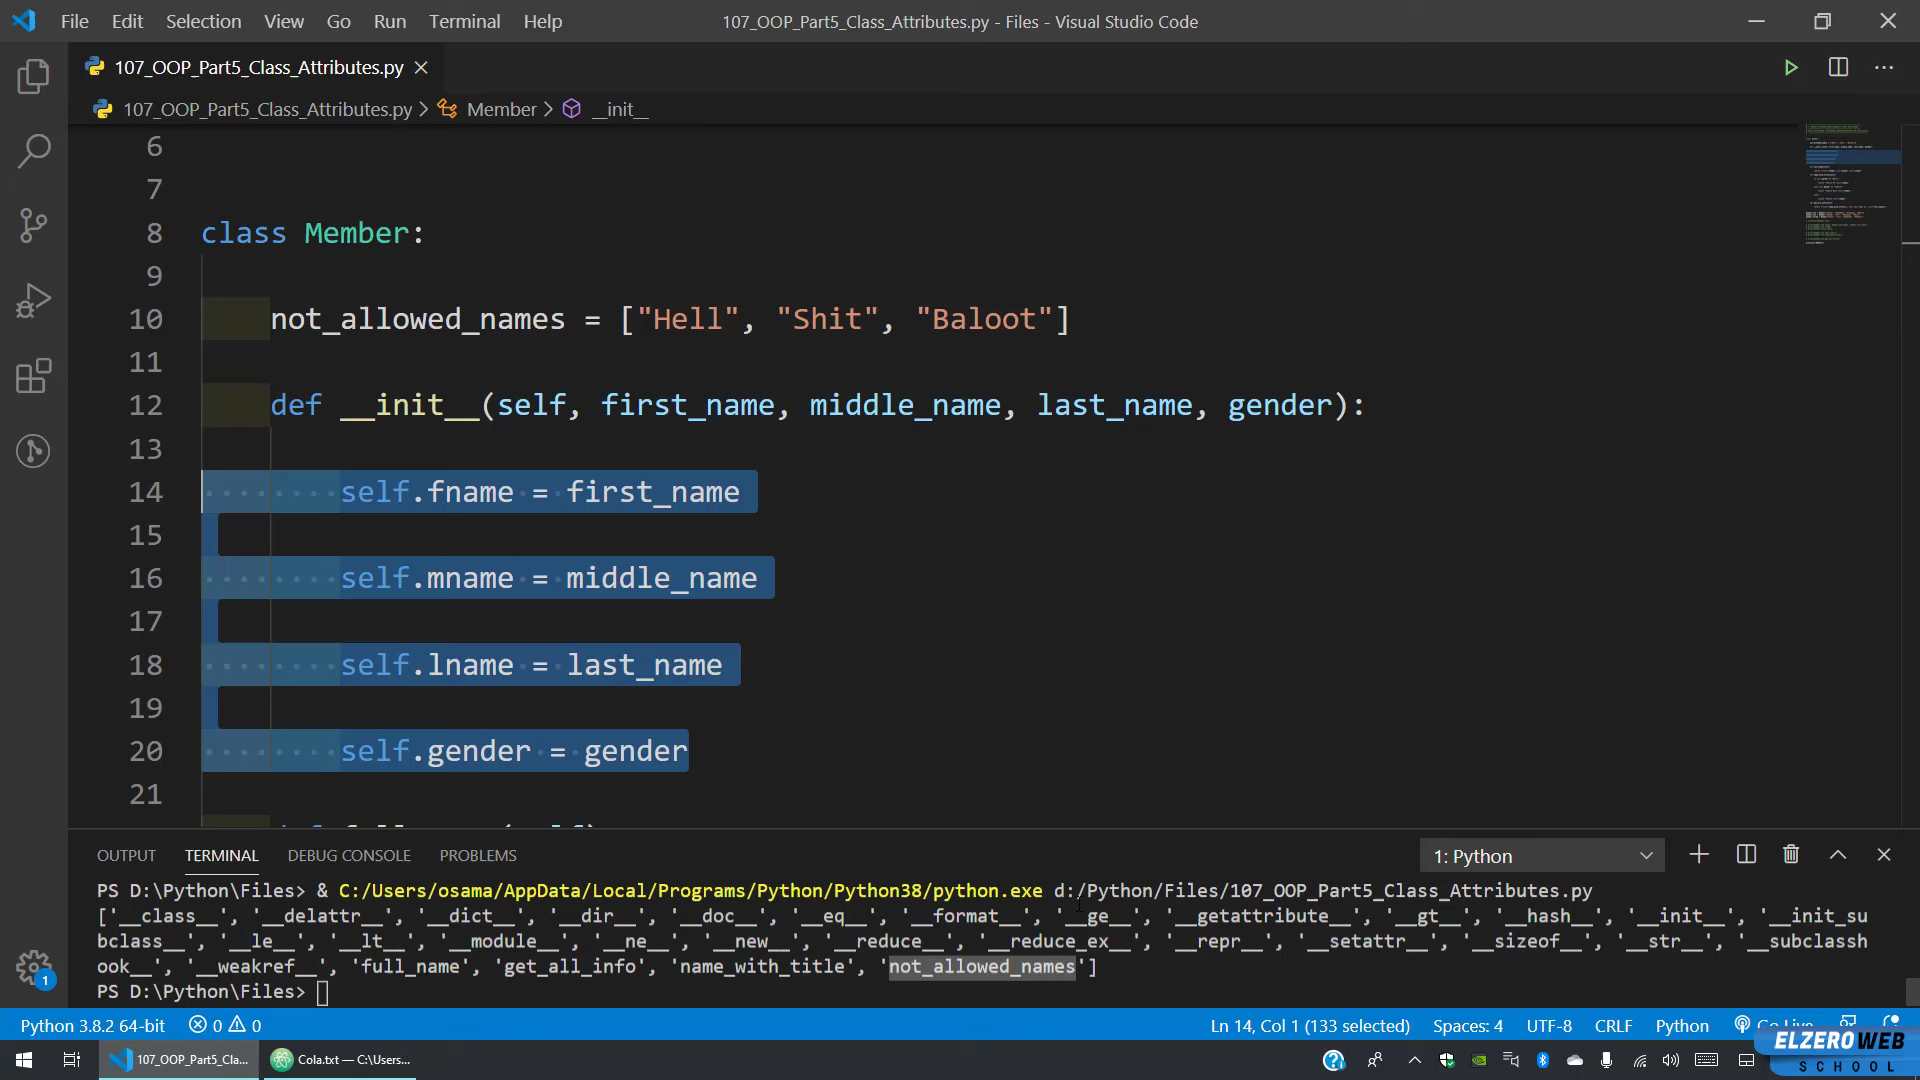 File Edit Selection View Go Run Terminal Help 107_OOP_Part5_Class_Attributes.py - Files - Visual Studio Code
107_OOP_Part5_Class_Attributes.py
107_OOP_Part5_Class_Attributes.py > Member > __init__
6
7
8 class Member:
9
10 not_allowed_names = ["Hell", "Shit", "Baloot"]
11
12 def __init__(self, first_name, middle_name, last_name, gender):
13
14 self.fname = first_name
15
16 self.mname = middle_name
17
18 self.lname = last_name
19
20 self.gender = gender
21
OUTPUT TERMINAL DEBUG CONSOLE PROBLEMS 1: Python
PS D:\Python\Files> & C:/Users/osama/AppData/Local/Programs/Python/Python38/python.exe d:/Python/Files/107_OOP_Part5_Class_Attributes.py
['__class__', '__delattr__', '__dict__', '__dir__', '__doc__', '__eq__', '__format__', '__ge__', '__getattribute__', '__gt__', '__hash__', '__init__', '__init_su
bclass__', '__le__', '__lt__', '__module__', '__ne__', '__new__', '__reduce__', '__reduce_ex__', '__repr__', '__setattr__', '__sizeof__', '__str__', '__subclassh
ook__', '__weakref__', 'full_name', 'get_all_info', 'name_with_title', 'not_allowed_names']
PS D:\Python\Files>
1
Python 3.8.2 64-bit 0 0 Ln 14, Col 1 (133 selected) Spaces: 4 UTF-8 CRLF Python Go Live
107_OOP_Part5_Cla... Cola.txt — C:\Users...
ELZEROWEB
SCHOOL